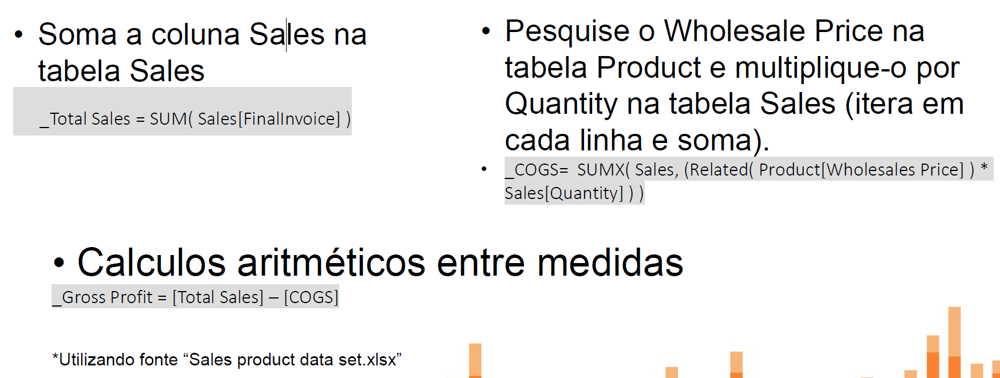 • Soma a coluna Sales na
tabela Sales
_Total Sales = SUM( Sales[FinalInvoice] )
• Pesquise o Wholesale Price na
tabela Product e multiplique-o por
Quantity na tabela Sales (itera em
cada linha e soma).
• _COGS= SUMX( Sales, (Related( Product[Wholesales Price] ) *
Sales[Quantity] ) )
• Calculos aritméticos entre medidas
_Gross Profit = [Total Sales] – [COGS]
*Utilizando fonte “Sales product data set.xlsx”